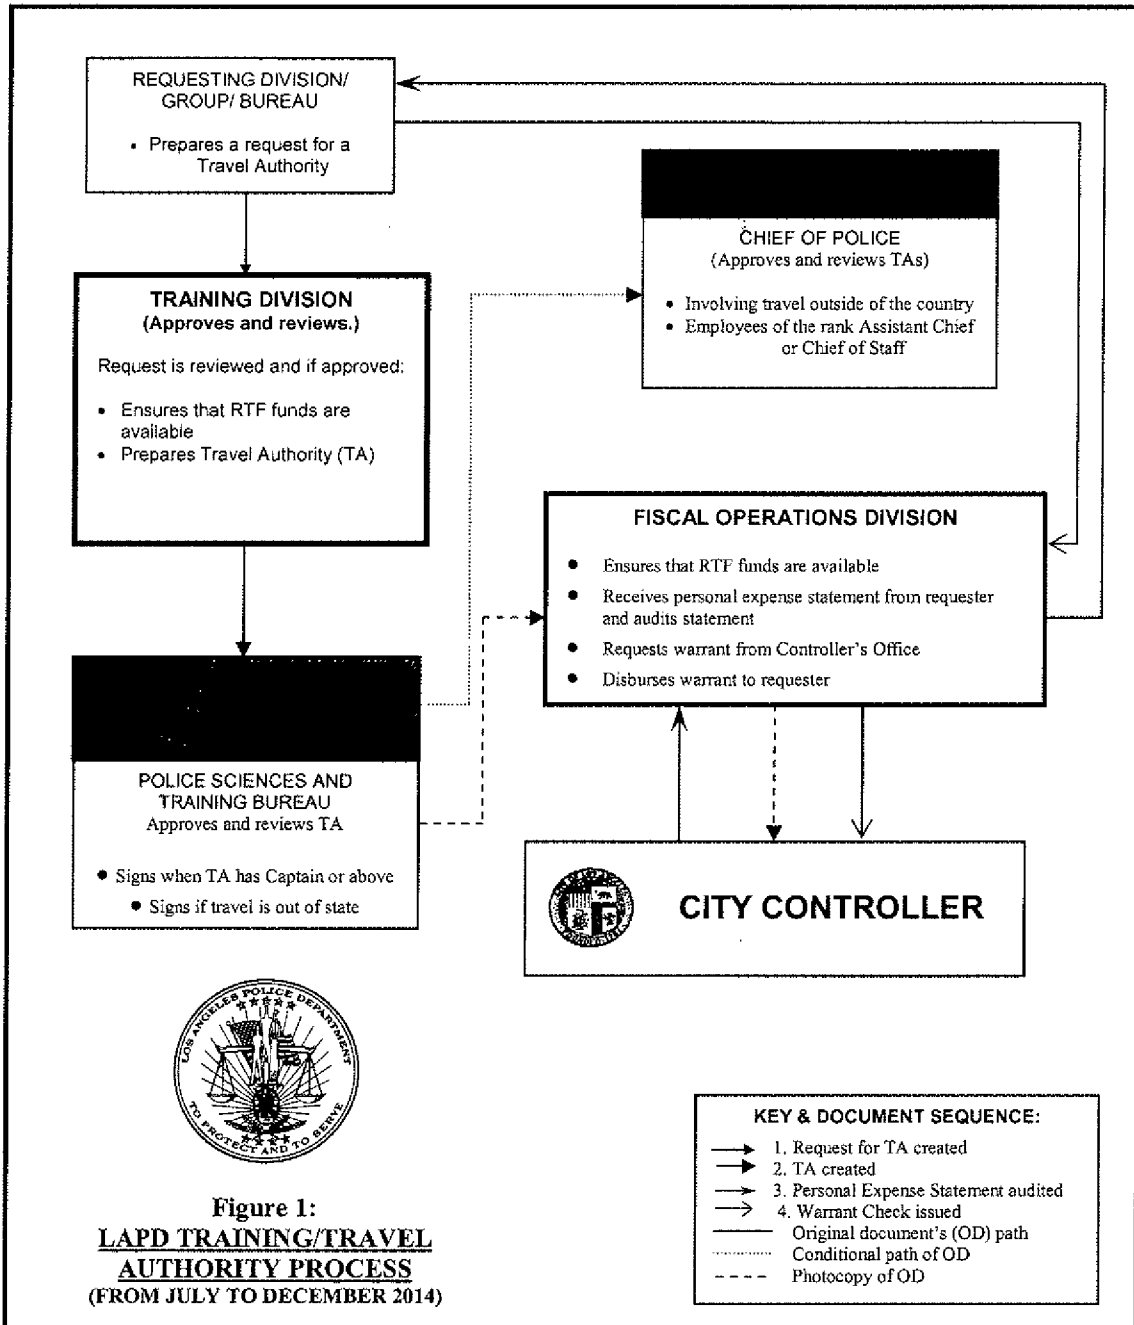 REQUESTING DIVISION/
GROUP/ BUREAU
• Prepares a request for a
Travel Authority
CHIEF OF POLICE
(Approves and reviews TAs)
• Involving travel outside of the country
• Employees of the rank Assistant Chief
or Chief of Staff
TRAINING DIVISION
(Approves and reviews.)
Request is reviewed and if approved:
• Ensures that RTF funds are
available
• Prepares Travel Authority (TA)
FISCAL OPERATIONS DIVISION
• Ensures that RTF funds are available
• Receives personal expense statement from requester
and audits statement
• Requests warrant from Controller's Office
• Disburses warrant to requester
POLICE SCIENCES AND
TRAINING BUREAU
Approves and reviews TA
• Signs when TA has Captain or above
• Signs if travel is out of state
CITY CONTROLLER
LOS ANGELES POLICE DEPARTMENT
TO PROTECT AND TO SERVE
Figure 1:
LAPD TRAINING/TRAVEL
AUTHORITY PROCESS
(FROM JULY TO DECEMBER 2014)
KEY & DOCUMENT SEQUENCE:
1. Request for TA created
2. TA created
3. Personal Expense Statement audited
4. Warrant Check issued
Original document's (OD) path
Conditional path of OD
Photocopy of OD